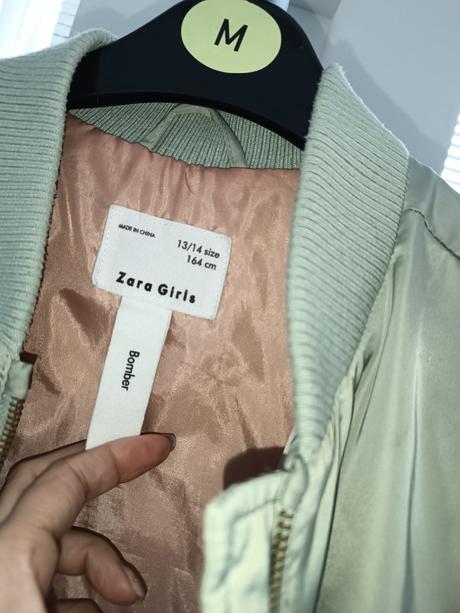 M
MADE IN CHINA
13/14 size
164 cm
Zara Girls
Bomber